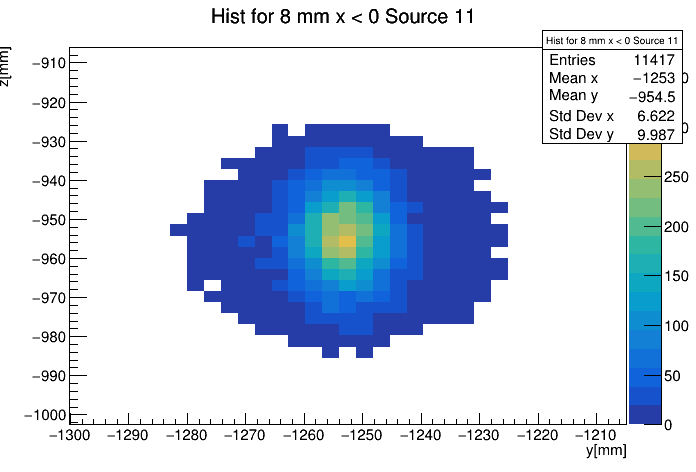 Hist for 8 mm x < 0 Source 11
z[mm]
Hist for 8 mm x < 0 Source 11
Entries 11417
Mean x −1253
Mean y −954.5
Std Dev x 6.622
Std Dev y 9.987
−910
−920
−930
−940
−950
−960
−970
−980
−990
−1000
250
200
150
100
50
0
−1300 −1290 −1280 −1270 −1260 −1250 −1240 −1230 −1220 −1210
y[mm]